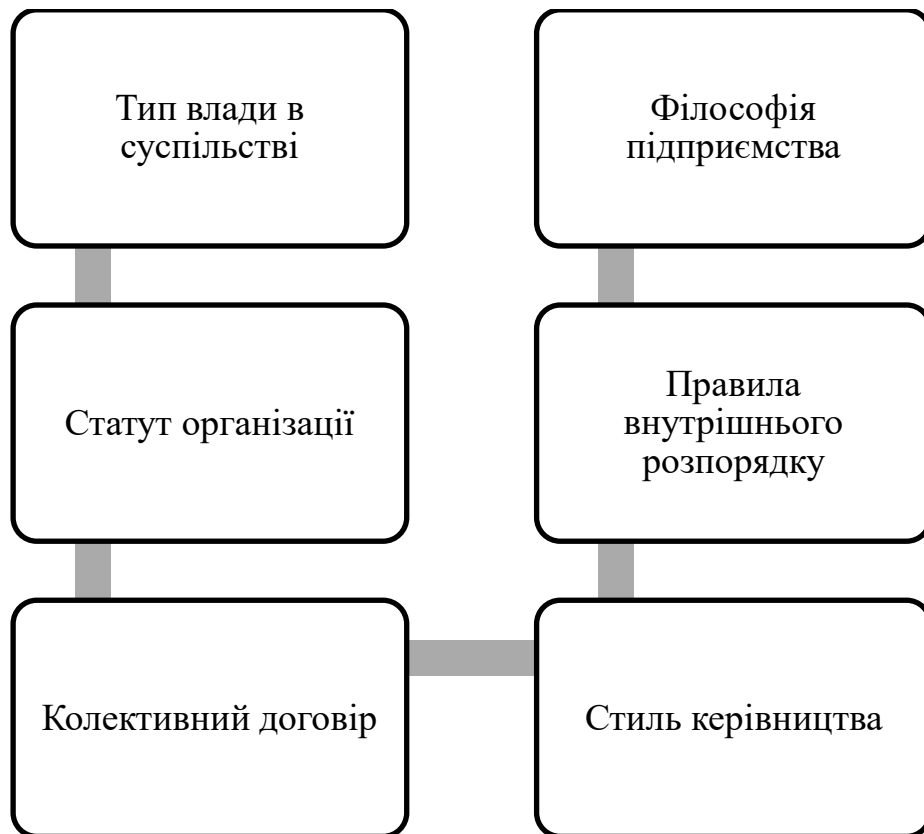 Тип влади в
суспільстві
Статут організації
Колективний договір
Стиль керівництва
Правила
внутрішнього
розпорядку
Філософія
підприємства